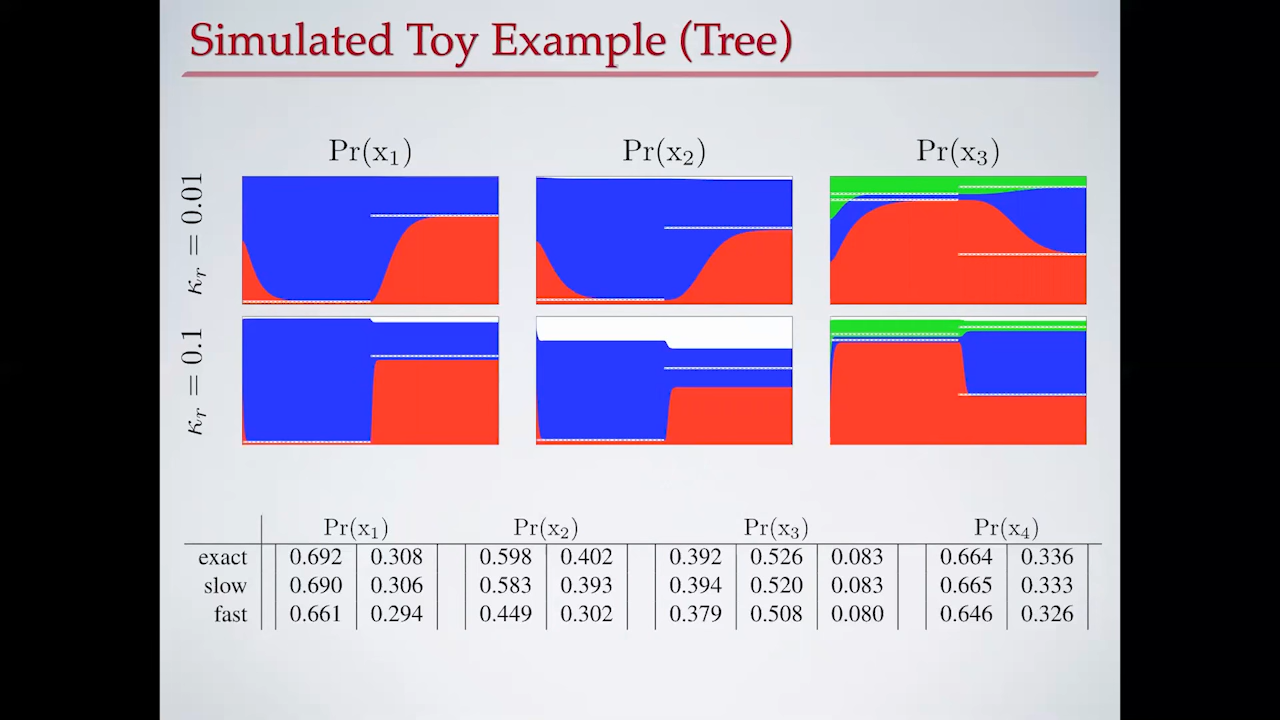 Simulated Toy Example (Tree)
Pr(x₁) Pr(x₂) Pr(x₃)
κᵣ = 0.01
κᵣ = 0.1
Pr(x₁) Pr(x₂) Pr(x₃) Pr(x₄)
exact 0.692 0.308 0.598 0.402 0.392 0.526 0.083 0.664 0.336
slow 0.690 0.306 0.583 0.393 0.394 0.520 0.083 0.665 0.333
fast 0.661 0.294 0.449 0.302 0.379 0.508 0.080 0.646 0.326